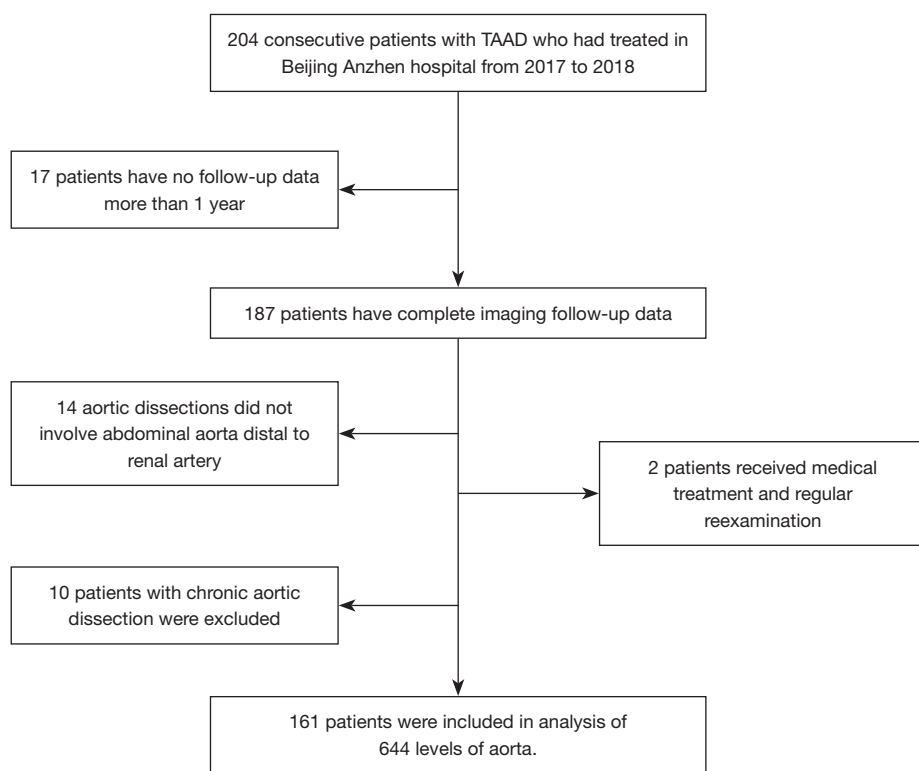 204 consecutive patients with TAAD who had treated in
Beijing Anzhen hospital from 2017 to 2018
17 patients have no follow-up data
more than 1 year
187 patients have complete imaging follow-up data
14 aortic dissections did not
involve abdominal aorta distal to
renal artery
2 patients received medical
treatment and regular
reexamination
10 patients with chronic aortic
dissection were excluded
161 patients were included in analysis of
644 levels of aorta.